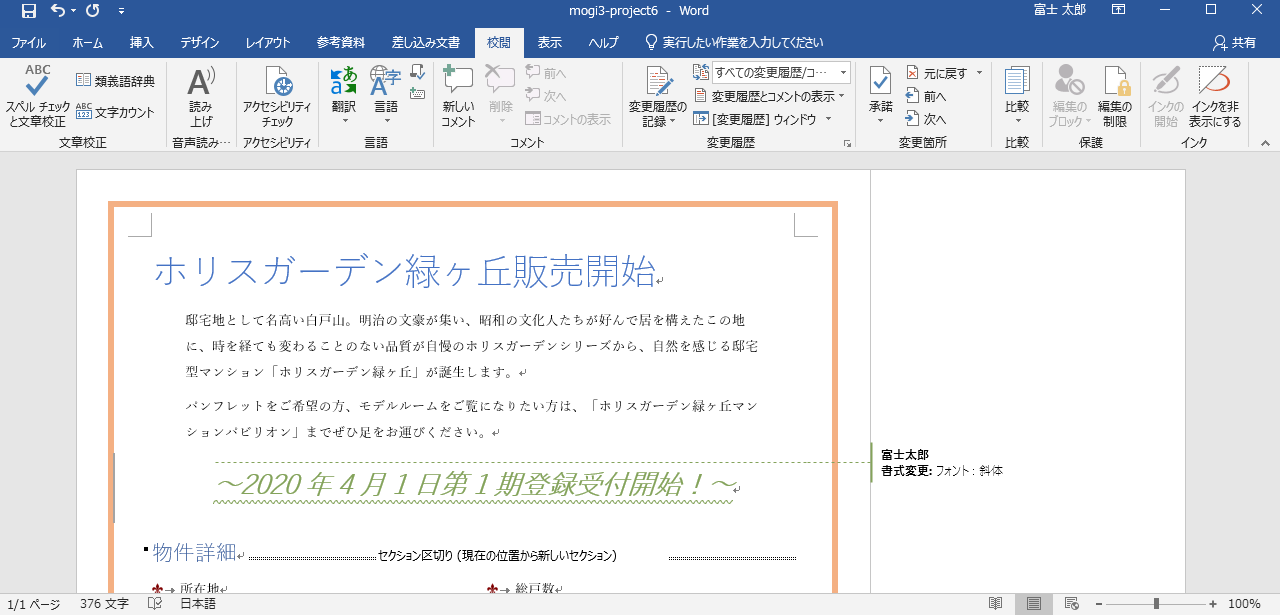 mogi3-project6 - Word
富士 太郎
ファイル ホーム 挿入 デザイン レイアウト 参考資料 差し込み文書 校閲 表示 ヘルプ 実行したい作業を入力してください 共有
ABC
スペル チェックと文章校正
類義語辞典
ABC 123 文字カウント
文章校正
読み上げ
音声読み…
アクセシビリティ チェック
アクセシビリティ
翻訳
言語
言語
新しいコメント
削除
前へ
次へ
コメントの表示
コメント
変更履歴の記録
すべての変更履歴/コ…
変更履歴とコメントの表示
[変更履歴] ウィンドウ
変更履歴
承諾
元に戻す
前へ
次へ
変更箇所
比較
比較
編集のブロック
編集の制限
保護
インクの開始
インクを非表示にする
インク
ホリスガーデン緑ヶ丘販売開始
邸宅地として名高い白戸山。明治の文豪が集い、昭和の文化人たちが好んで居を構えたこの地
に、時を経ても変わることのない品質が自慢のホリスガーデンシリーズから、自然を感じる邸宅
型マンション「ホリスガーデン緑ヶ丘」が誕生します。
パンフレットをご希望の方、モデルルームをご覧になりたい方は、「ホリスガーデン緑ヶ丘マン
ションパビリオン」までぜひ足をお運びください。
～2020 年 4 月 1 日第 1 期登録受付開始！～
富士太郎
書式変更: フォント : 斜体
物件詳細 セクション区切り (現在の位置から新しいセクション)
所在地 総戸数
1/1 ページ 376 文字 日本語 100%